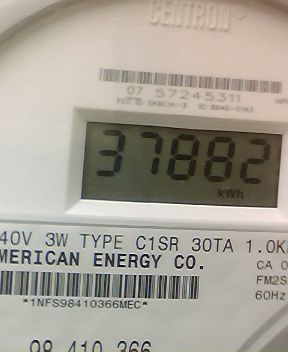 CENTRON®
07 57245311
37882
kWh
40V 3W TYPE C1SR 30TA 1.0K
MERICAN ENERGY CO.
CA 0
FM2S
60Hz
*1NFS98410366MEC*
98 410 366